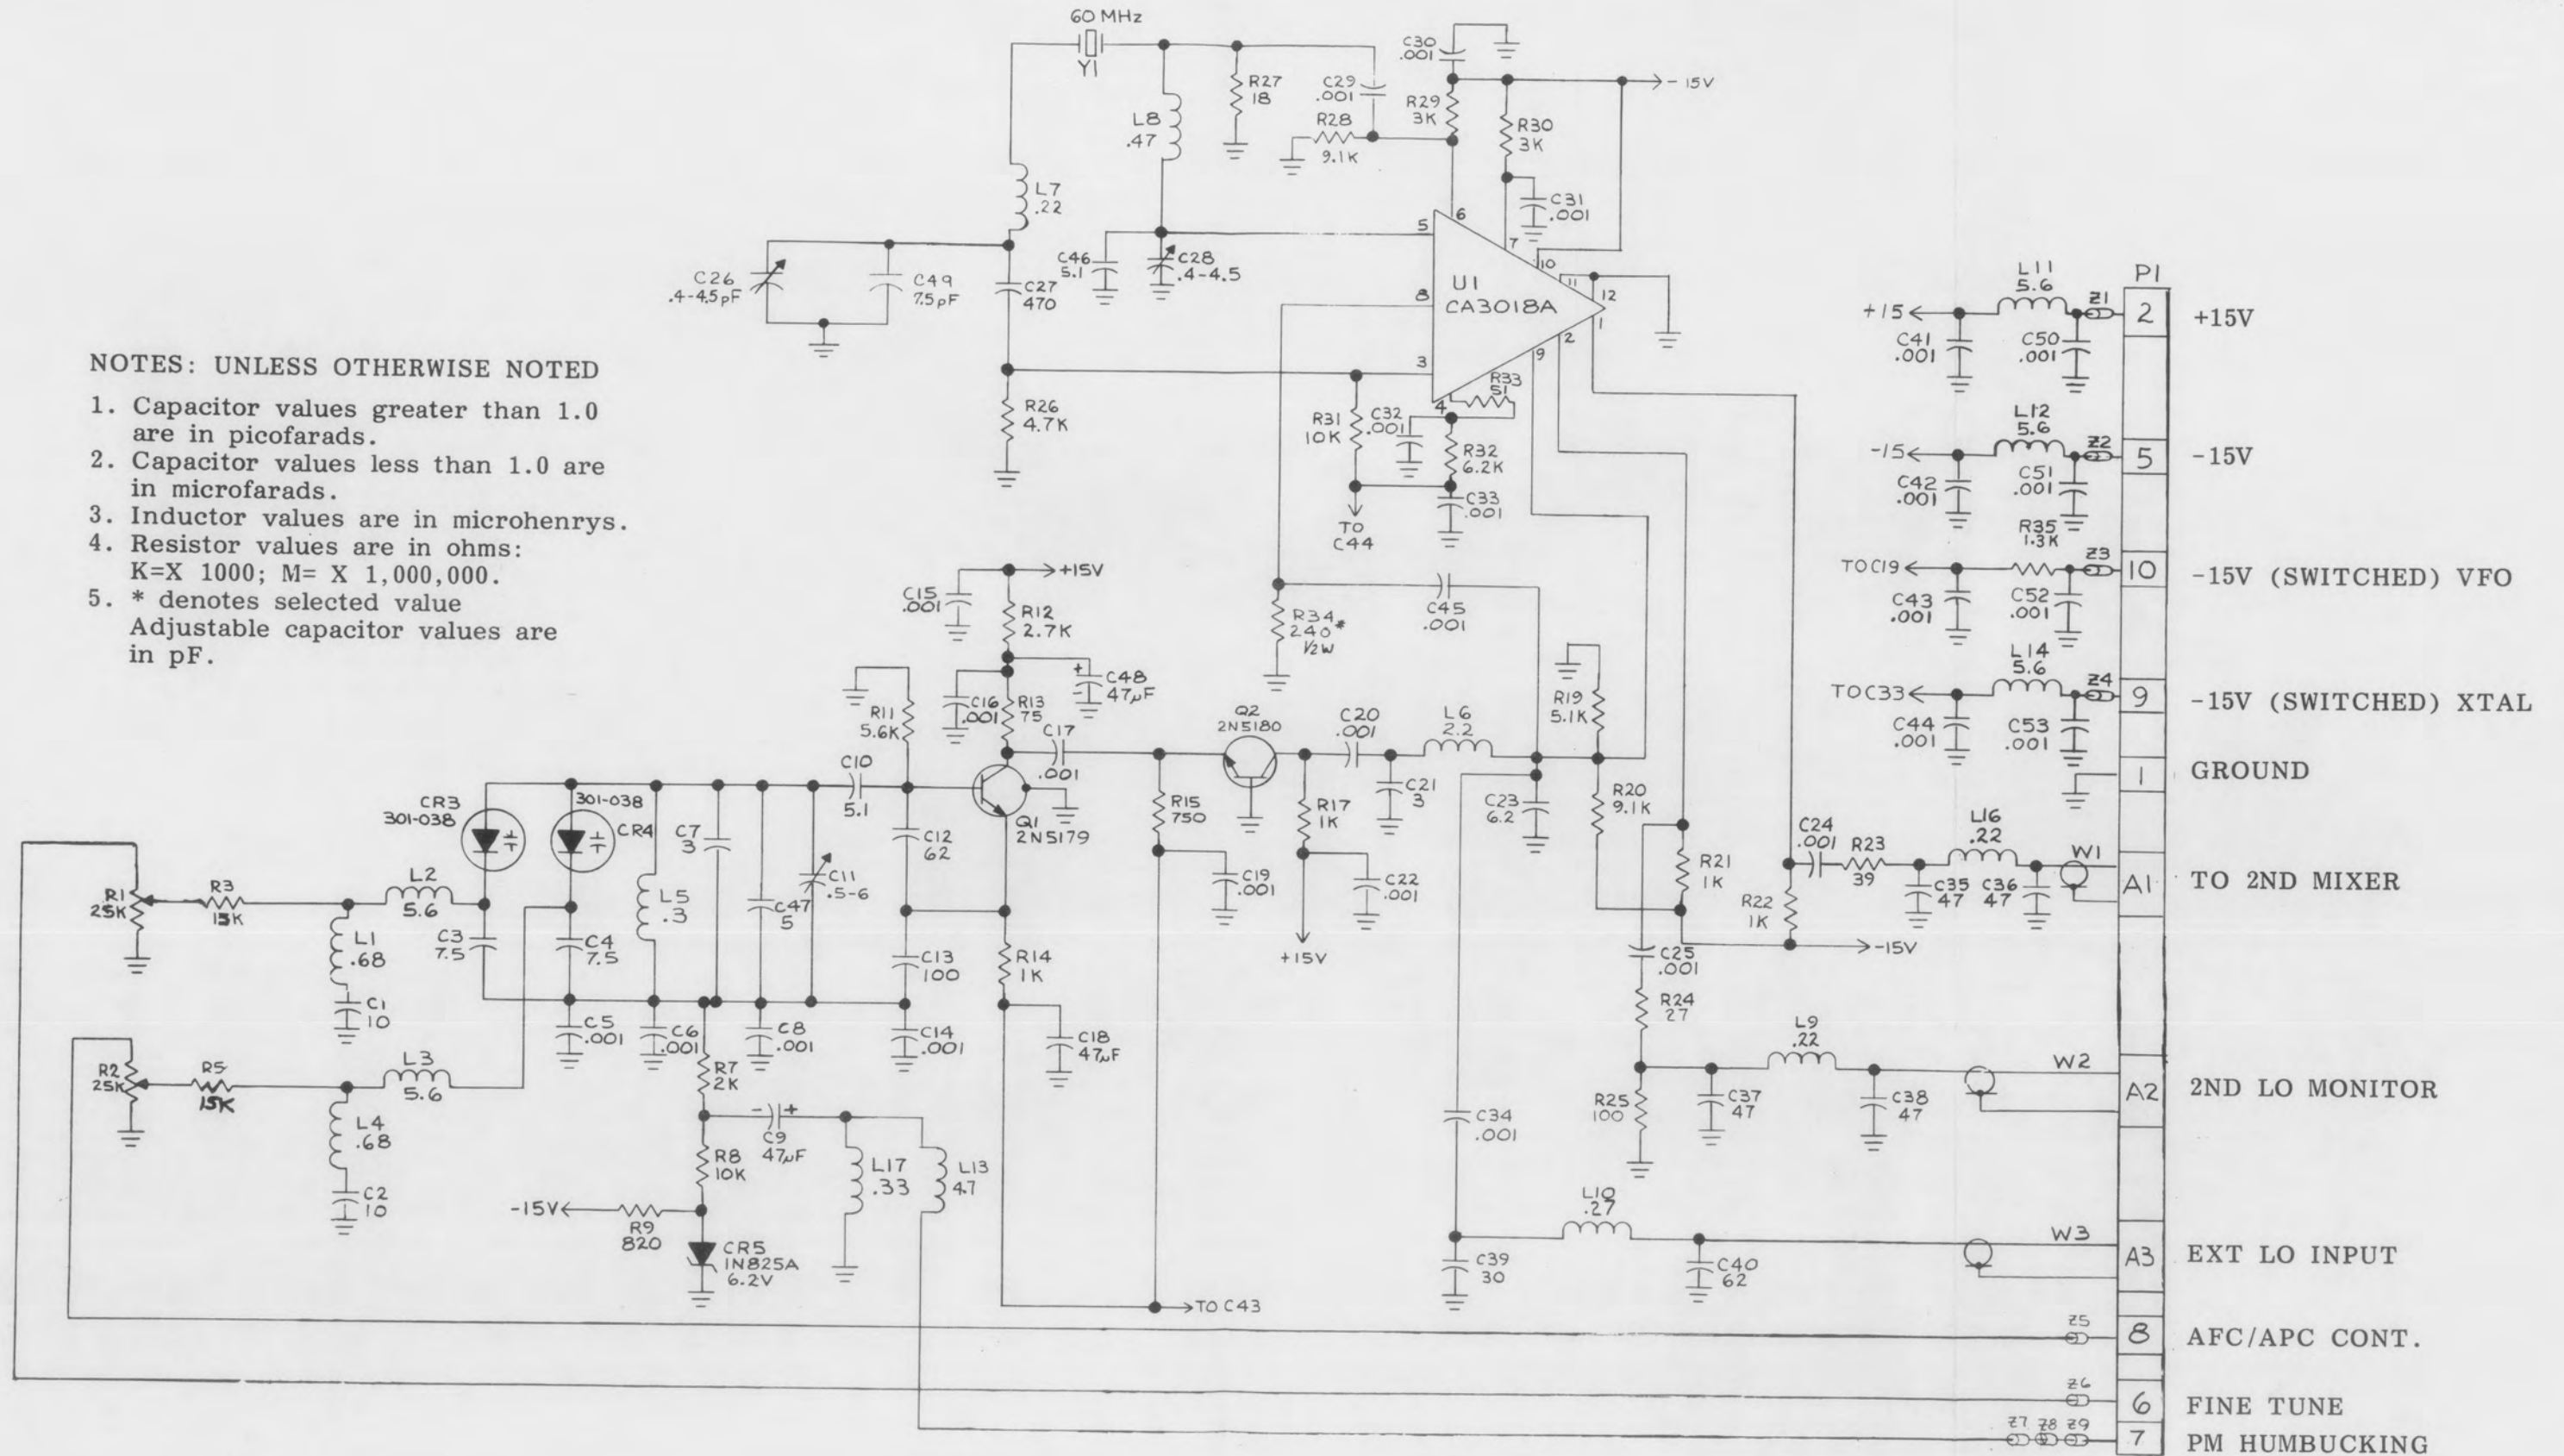 60 MHz
Y1
L7
.22
L8
.47
R27
18
C29
.001
R28
9.1K
C30
.001
R29
3K
R30
3K
C31
.001
-15V
C26
.4-4.5pF
C49
7.5pF
C27
470
C46
5.1
C28
.4-4.5
U1
CA3018A
5
6
7
10
11
12
1
2
9
8
3
4
R26
4.7K
R31
10K
C32
.001
R33
51
R32
6.2K
C33
.001
TO
C44
NOTES: UNLESS OTHERWISE NOTED
1. Capacitor values greater than 1.0
are in picofarads.
2. Capacitor values less than 1.0 are
in microfarads.
3. Inductor values are in microhenrys.
4. Resistor values are in ohms:
K=X 1000; M= X 1,000,000.
5. * denotes selected value
Adjustable capacitor values are
in pF.
P1
L11
5.6
Z1
+15
C41
.001
C50
.001
2
+15V
L12
5.6
Z2
-15
C42
.001
C51
.001
5
-15V
R35
1.3K
Z3
TO C19
C43
.001
C52
.001
10
-15V (SWITCHED) VFO
L14
5.6
Z4
TO C33
C44
.001
C53
.001
9
-15V (SWITCHED) XTAL
1
GROUND
C15
.001
+15V
R12
2.7K
C48
+
-
47µF
C16
.001
R13
75
R11
5.6K
C17
.001
C10
5.1
Q1
2N5179
R34
240*
1/2W
C45
.001
Q2
2N5180
C20
.001
L6
2.2
R19
5.1K
R15
750
R17
1K
C21
3
C23
6.2
R20
9.1K
C19
.001
C22
.001
+15V
R21
1K
R22
1K
-15V
C24
.001
R23
39
L16
.22
C35
47
C36
47
W1
A1
TO 2ND MIXER
CR3
301-038
301-038
CR4
C7
3
L5
.3
C47
5
C11
.5-6
C12
62
C13
100
R14
1K
C14
.001
C18
47µF
R1
25K
R3
15K
L2
5.6
L1
.68
C1
10
C3
7.5
C4
7.5
C5
.001
C6
.001
C8
.001
R2
25K
R5
15K
L3
5.6
L4
.68
C2
10
R7
2K
- +
C9
47µF
R8
10K
L17
.33
L13
4.7
-15V
R9
820
CR5
1N825A
6.2V
TO C43
C25
.001
R24
27
R25
100
L9
.22
C37
47
C38
47
W2
A2
2ND LO MONITOR
C34
.001
L10
.27
C39
30
C40
62
W3
A3
EXT LO INPUT
Z5
8
AFC/APC CONT.
Z6
6
FINE TUNE
Z7 Z8 Z9
7
PM HUMBUCKING